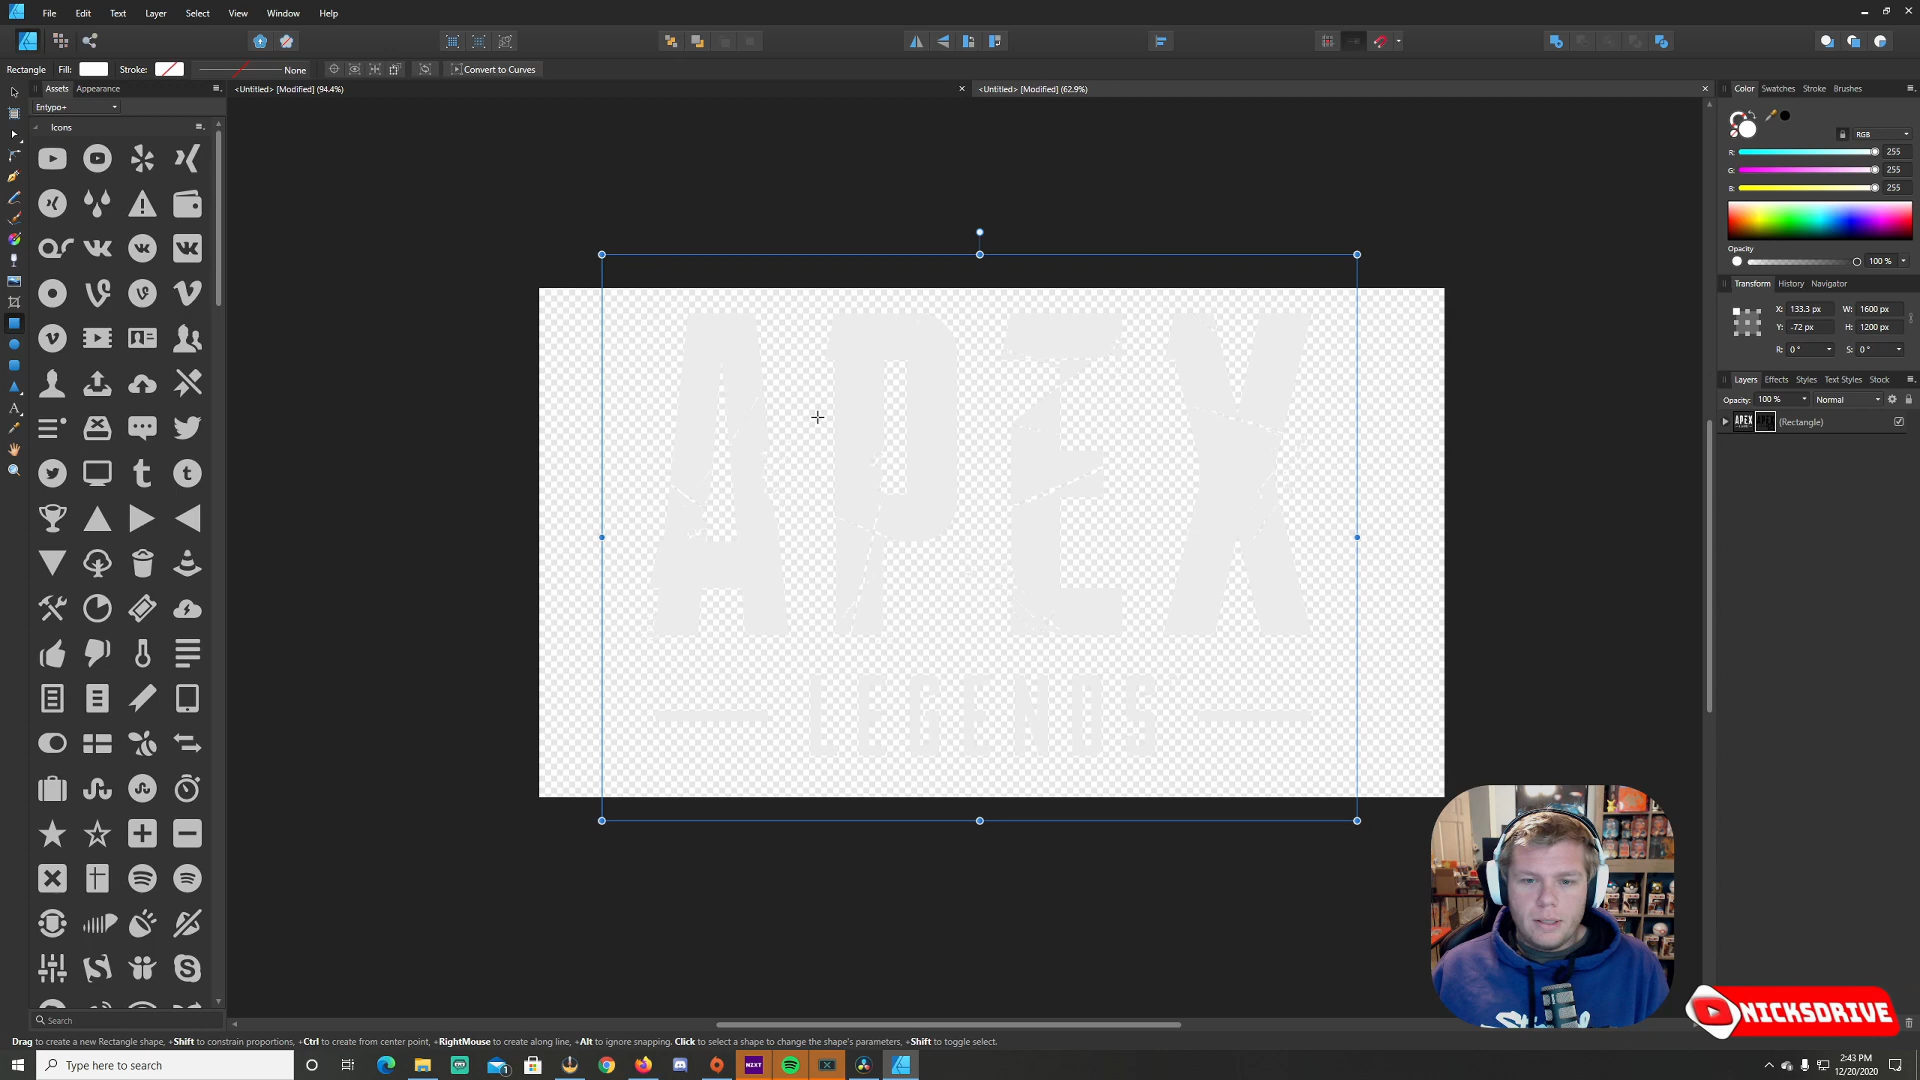 File Edit Text Layer Select View Window Help
Rectangle Fill: Stroke: None Convert to Curves
Assets Appearance
<Untitled> [Modified] (94.4%)
<Untitled> [Modified] (62.9%)
Entypo+
Icons
Search
APEX
LEGENDS
Color Swatches Stroke Brushes
RGB
R: 255
G: 255
B: 255
Opacity
100 %
Transform History Navigator
X: 133.3 px W: 1600 px
Y: -72 px H: 1200 px
R: 0 ° S: 0 °
Layers Effects Styles Text Styles Stock
Opacity: 100 % Normal
APEX (Rectangle)
NICKSDRIVE
Drag to create a new Rectangle shape, +Shift to constrain proportions, +Ctrl to create from center point, +RightMouse to create along line, +Alt to ignore snapping. Click to select a shape to change the shape's parameters, +Shift to toggle select.
Type here to search
NZXT
2:43 PM
12/20/2020